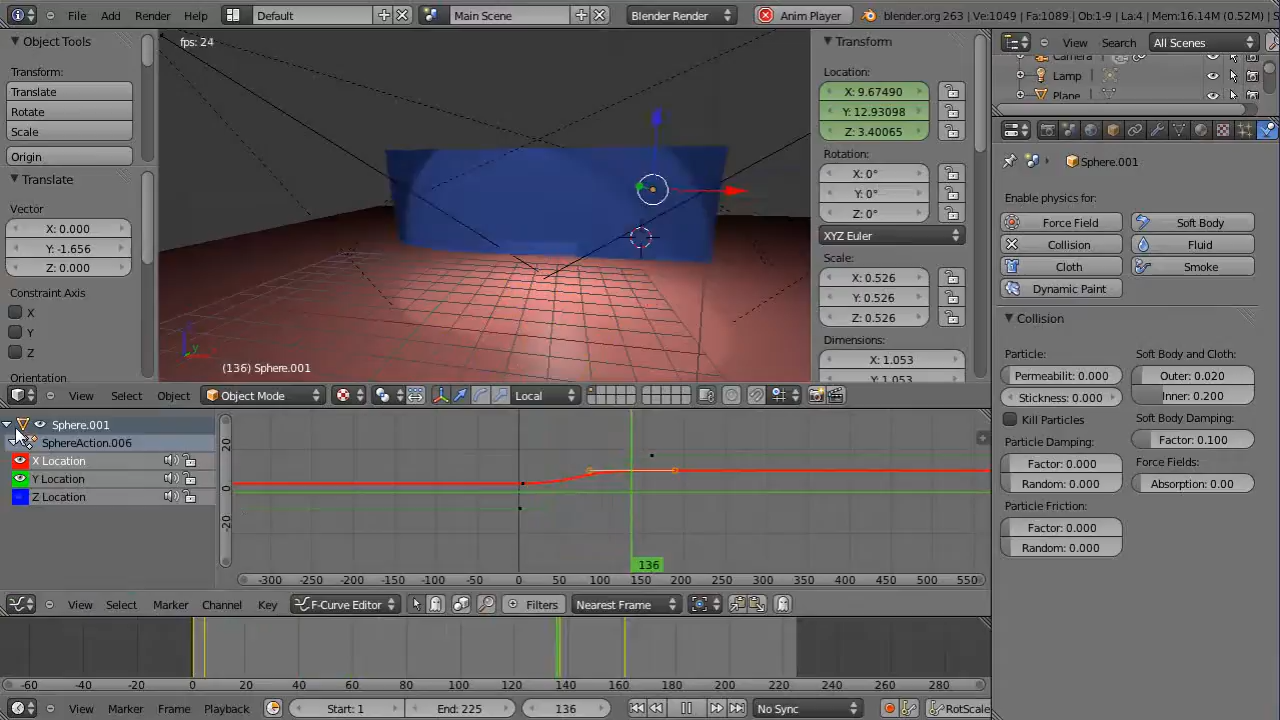 File Add Render Help Default Main Scene Blender Render Anim Player blender.org 263 | Ve:1049 | Fa:1089 | Ob:1-9 | La:4 | Mem:16.14M (0.52M)
Object Tools
Transform:
Translate
Rotate
Scale
Origin
Translate
Vector
X: 0.000
Y: -1.656
Z: 0.000
Constraint Axis
X
Y
Z
Orientation
fps: 24
(136) Sphere.001
Transform
Location:
X: 9.67490
Y: 12.93098
Z: 3.40065
Rotation:
X: 0°
Y: 0°
Z: 0°
XYZ Euler
Scale:
X: 0.526
Y: 0.526
Z: 0.526
Dimensions:
X: 1.053
Y: 1.053
View Search All Scenes
Camera
Lamp
Plane
Sphere.001
Enable physics for:
Force Field Soft Body
Collision Fluid
Cloth Smoke
Dynamic Paint
Collision
Particle: Soft Body and Cloth:
Permeabilit: 0.000 Outer: 0.020
Stickness: 0.000 Inner: 0.200
Kill Particles Soft Body Damping:
Factor: 0.100
Particle Damping: Force Fields:
Factor: 0.000
Random: 0.000 Absorption: 0.00
Particle Friction:
Factor: 0.000
Random: 0.000
View Select Object Object Mode Local
Sphere.001
SphereAction.006
X Location
Y Location
Z Location
20
0
-20
136
-300 -250 -200 -150 -100 -50 0 50 100 150 200 250 300 350 400 450 500 550
View Select Marker Channel Key F-Curve Editor Filters Nearest Frame
-60 -40 -20 0 20 40 60 80 100 120 140 160 180 200 220 240 260 280
View Marker Frame Playback Start: 1 End: 225 136 No Sync RotScale